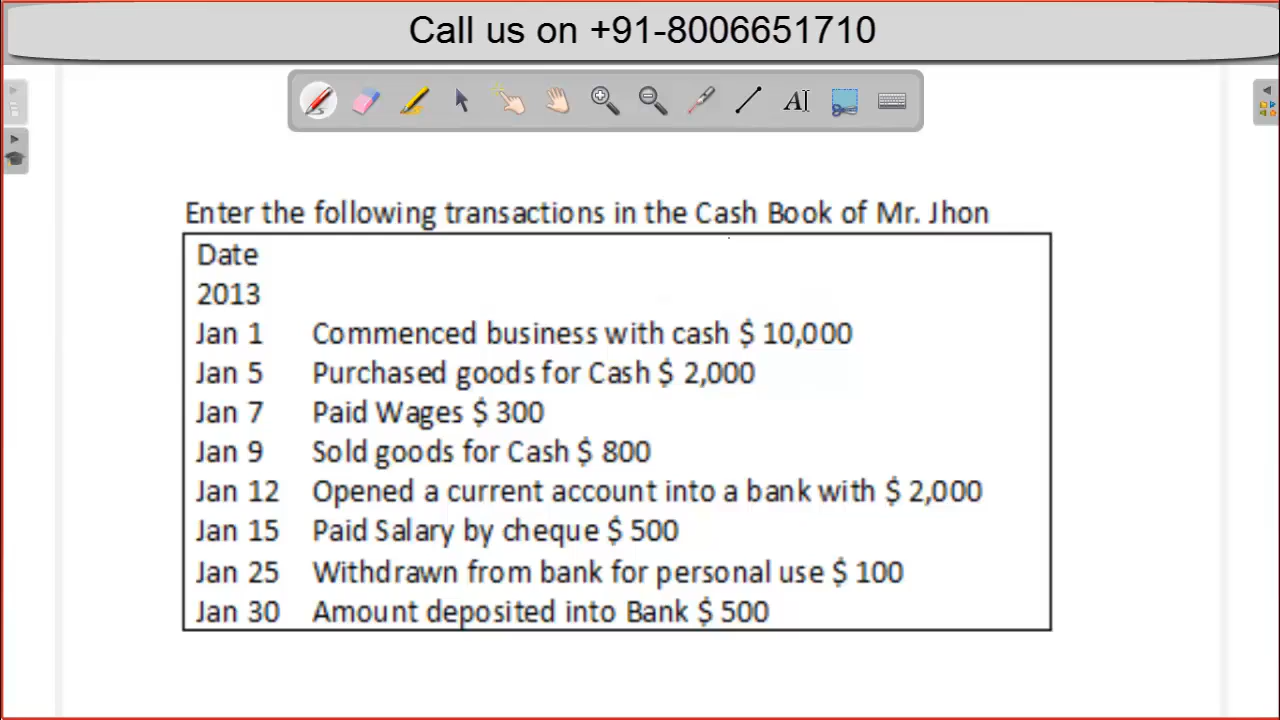 Call us on +91-8006651710
AI
Enter the following transactions in the Cash Book of Mr. Jhon
Date
2013
Jan 1 Commenced business with cash $ 10,000
Jan 5 Purchased goods for Cash $ 2,000
Jan 7 Paid Wages $ 300
Jan 9 Sold goods for Cash $ 800
Jan 12 Opened a current account into a bank with $ 2,000
Jan 15 Paid Salary by cheque $ 500
Jan 25 Withdrawn from bank for personal use $ 100
Jan 30 Amount deposited into Bank $ 500